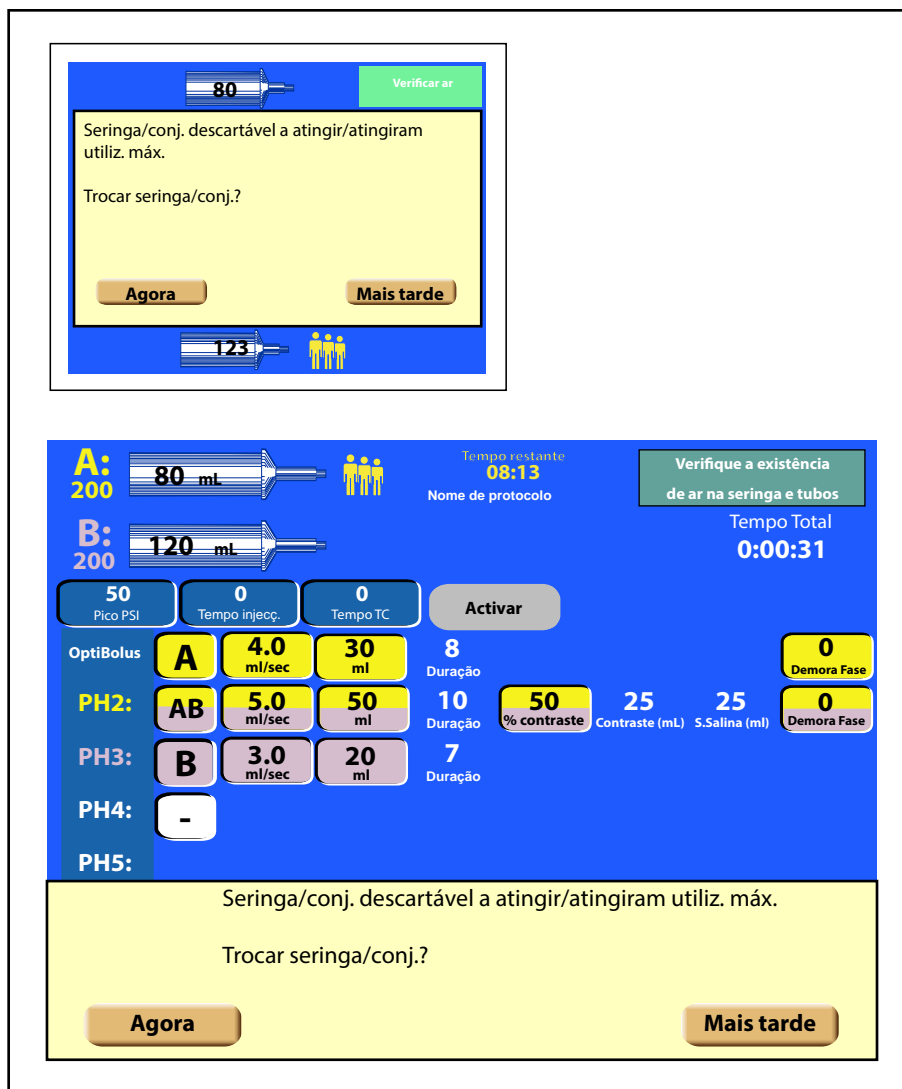 80
Verificar ar
Seringa/conj. descartável a atingir/atingiram
utiliz. máx.
Trocar seringa/conj.?
Agora Mais tarde
123
A:
200
80 mL
Tempo restante
08:13
Nome de protocolo
Verifique a existência
de ar na seringa e tubos
B:
200
120 mL
Tempo Total
0:00:31
50
Pico PSI
0
Tempo injecç.
0
Tempo TC
Activar
OptiBolus
A
4.0
ml/sec
30
ml
8
Duração
0
Demora Fase
PH2:
AB
5.0
ml/sec
50
ml
10
Duração
50
% contraste
25
Contraste (mL)
25
S.Salina (ml)
0
Demora Fase
PH3:
B
3.0
ml/sec
20
ml
7
Duração
PH4:
-
PH5:
Seringa/conj. descartável a atingir/atingiram utiliz. máx.
Trocar seringa/conj.?
Agora Mais tarde